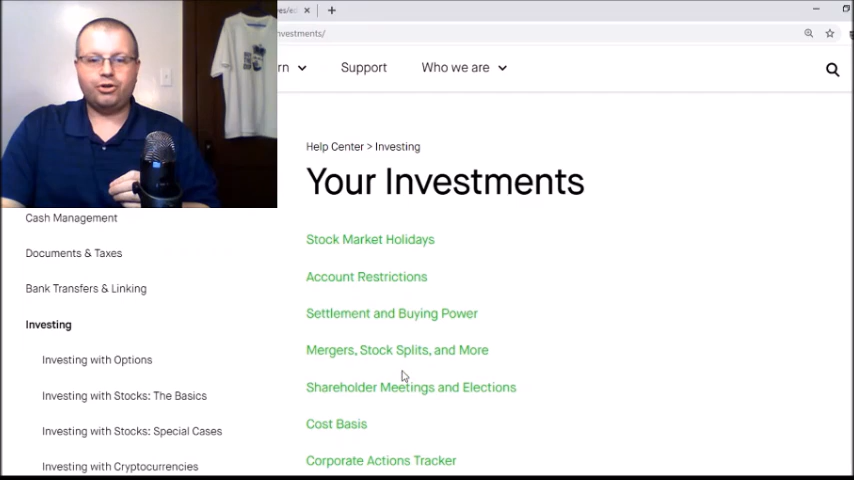 ves/ed
nvestments/
rn
Support
Who we are
Help Center > Investing
Your Investments
Cash Management
Documents & Taxes
Bank Transfers & Linking
Investing
Investing with Options
Investing with Stocks: The Basics
Investing with Stocks: Special Cases
Investing with Cryptocurrencies
Stock Market Holidays
Account Restrictions
Settlement and Buying Power
Mergers, Stock Splits, and More
Shareholder Meetings and Elections
Cost Basis
Corporate Actions Tracker